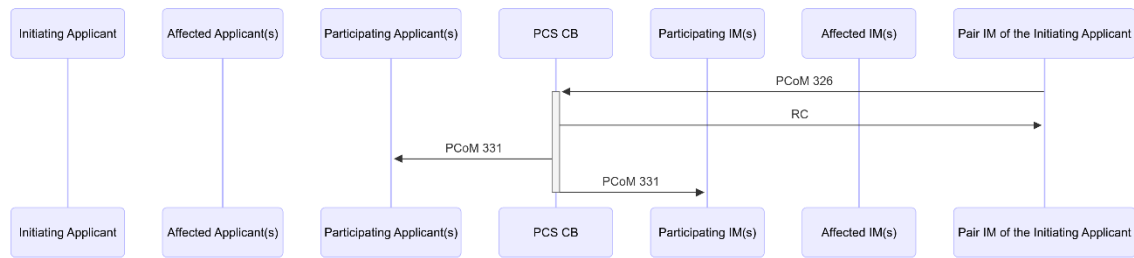 Initiating Applicant
Affected Applicant(s)
Participating Applicant(s)
PCS CB
Participating IM(s)
Affected IM(s)
Pair IM of the Initiating Applicant
PCoM 326
RC
PCoM 331
PCoM 331
Initiating Applicant
Affected Applicant(s)
Participating Applicant(s)
PCS CB
Participating IM(s)
Affected IM(s)
Pair IM of the Initiating Applicant